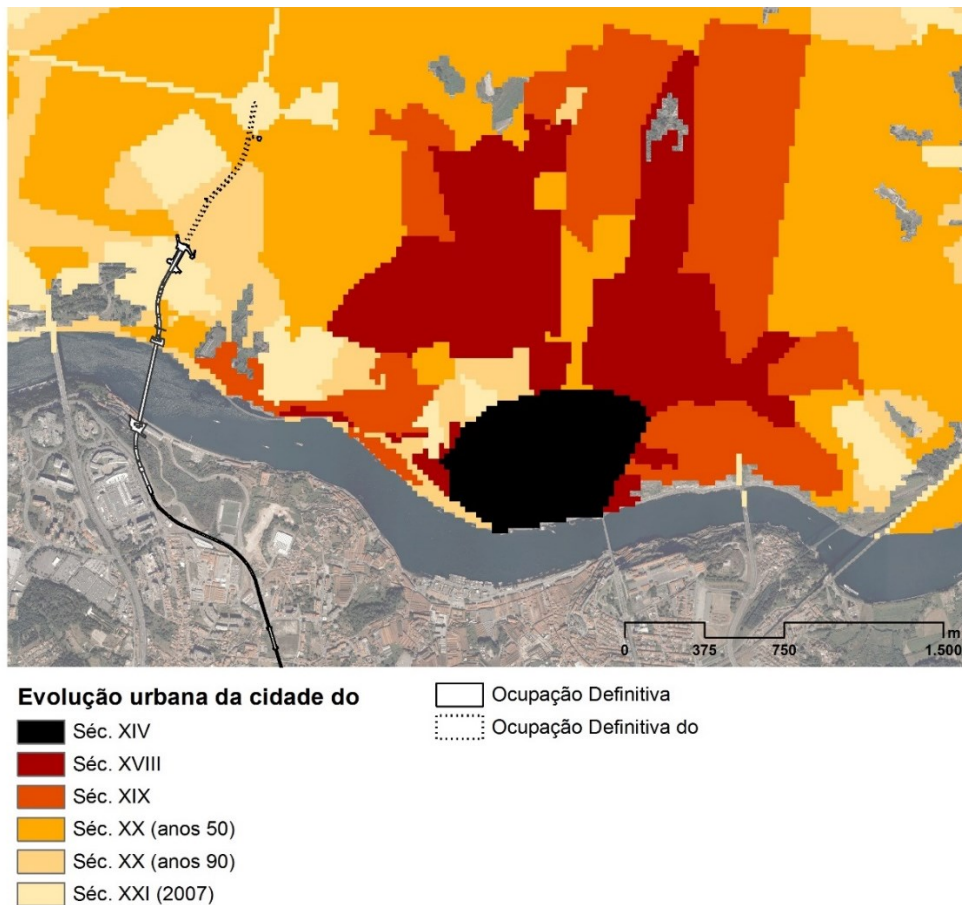 m
0 375 750 1.500
Evolução urbana da cidade do
Séc. XIV
Séc. XVIII
Séc. XIX
Séc. XX (anos 50)
Séc. XX (anos 90)
Séc. XXI (2007)
Ocupação Definitiva
Ocupação Definitiva do